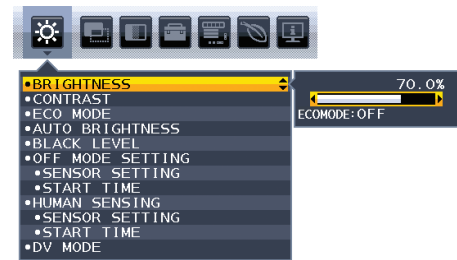 •BRIGHTNESS
70.0%
•CONTRAST
ECOMODE:OFF
•ECO MODE
•AUTO BRIGHTNESS
•BLACK LEVEL
•OFF MODE SETTING
•SENSOR SETTING
•START TIME
•HUMAN SENSING
•SENSOR SETTING
•START TIME
•DV MODE